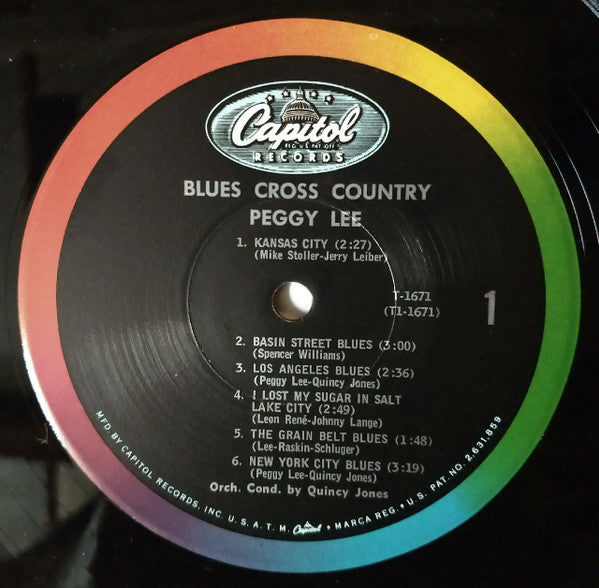 Capitol
REG. U.S. PAT. OFF.
RECORDS
BLUES CROSS COUNTRY
PEGGY LEE
1. KANSAS CITY (2:27)
(Mike Stoller-Jerry Leiber)
T-1671
(T1-1671)
1
2. BASIN STREET BLUES (3:00)
(Spencer Williams)
3. LOS ANGELES BLUES (2:36)
(Peggy Lee-Quincy Jones)
4. I LOST MY SUGAR IN SALT
LAKE CITY (2:49)
(Leon René-Johnny Lange)
5. THE GRAIN BELT BLUES (1:48)
(Lee-Raskin-Schluger)
6. NEW YORK CITY BLUES (3:19)
(Peggy Lee-Quincy Jones)
Orch. Cond. by Quincy Jones
MFD. BY CAPITOL RECORDS, INC. U.S.A. T.M. Capitol • MARCA REG. • U.S. PAT. NO. 2,631,859